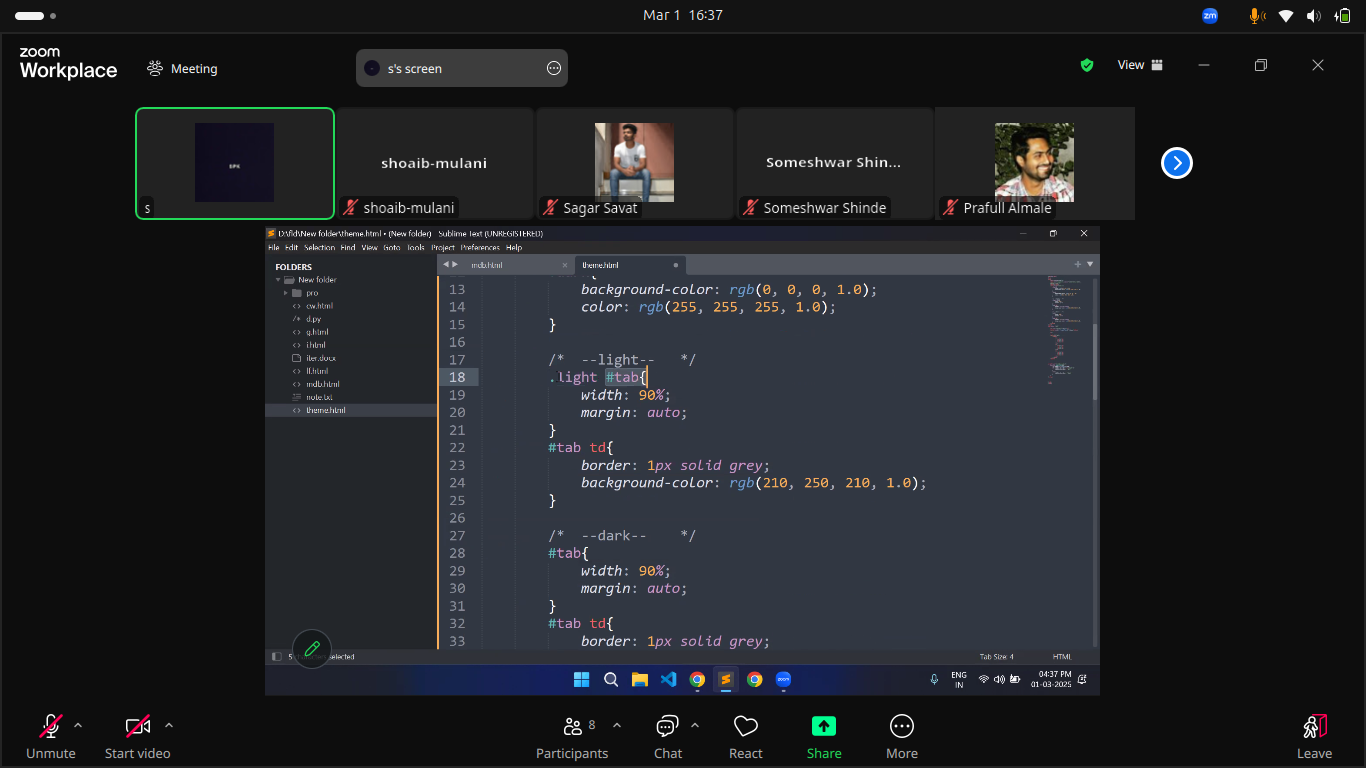 Mar 1 16:37
zm
zoom
Workplace
Meeting
s's screen
View
EPK
s
shoaib-mulani
shoaib-mulani
Sagar Savat
Someshwar Shin...
Someshwar Shinde
Prafull Almale
D:\fld\New folder\theme.html • (New folder) - Sublime Text (UNREGISTERED)
File Edit Selection Find View Goto Tools Project Preferences Help
FOLDERS
New folder
pro
cw.html
d.py
g.html
i.html
iter.docx
ll.html
mdb.html
note.txt
theme.html
mdb.html
theme.html
13 background-color: rgb(0, 0, 0, 1.0);
14 color: rgb(255, 255, 255, 1.0);
15 }
16
17 /* --light-- */
18 .light #tab{
19 width: 90%;
20 margin: auto;
21 }
22 #tab td{
23 border: 1px solid grey;
24 background-color: rgb(210, 250, 210, 1.0);
25 }
26
27 /* --dark-- */
28 #tab{
29 width: 90%;
30 margin: auto;
31 }
32 #tab td{
33 border: 1px solid grey;
selected
Tab Size: 4
HTML
ENG
IN
04:37 PM
01-03-2025
Unmute
Start video
Participants
8
Chat
React
Share
More
Leave